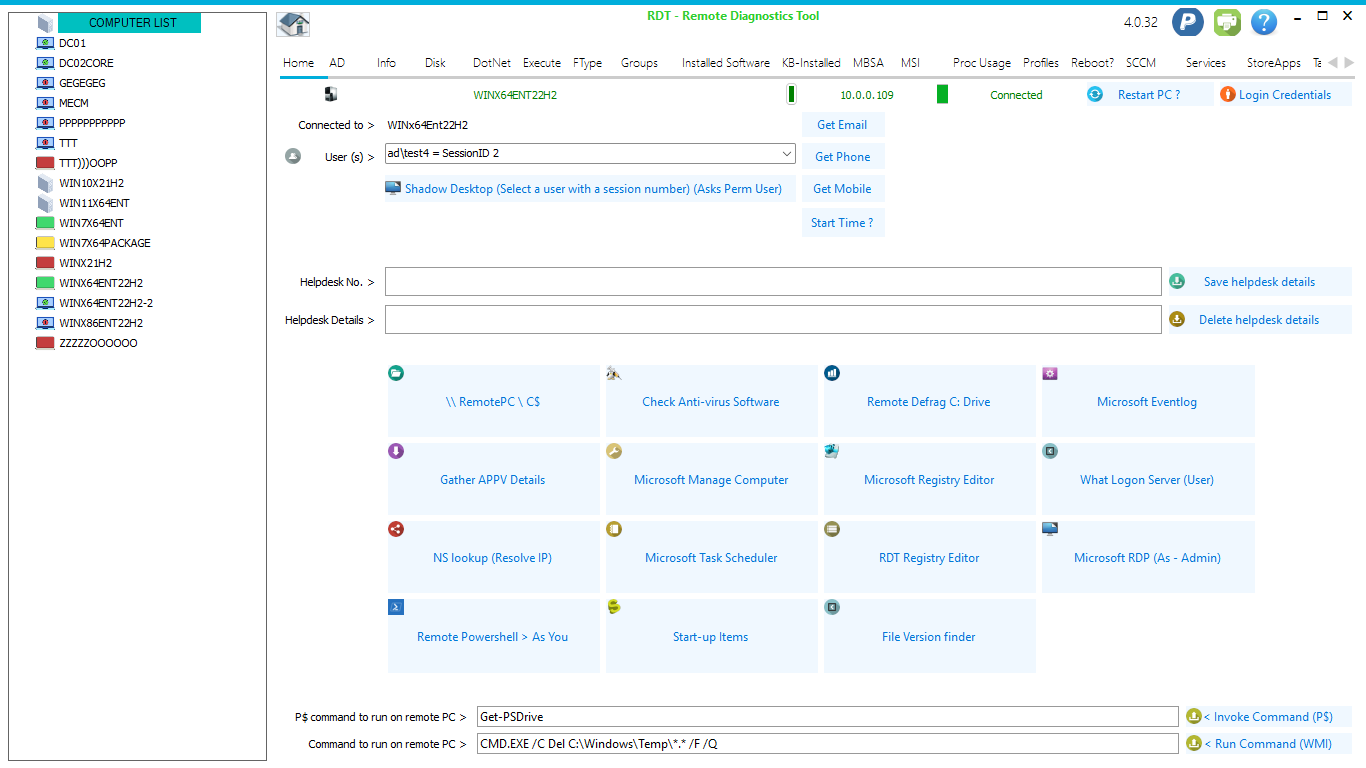 RDT - Remote Diagnostics Tool
4.0.32
COMPUTER LIST
DC01
DC02CORE
GEGEGEG
MECM
PPPPPPPPPPP
TTT
TTT)))OOPP
WIN10X21H2
WIN11X64ENT
WIN7X64ENT
WIN7X64PACKAGE
WINX21H2
WINX64ENT22H2
WINX64ENT22H2-2
WINX86ENT22H2
ZZZZZOOOOOO
Home AD Info Disk DotNet Execute FType Groups Installed Software KB-Installed MBSA MSI Proc Usage Profiles Reboot? SCCM Services StoreApps Ta
WINX64ENT22H2 10.0.0.109 Connected Restart PC ? Login Credentials
Connected to > WINx64Ent22H2 Get Email
User (s) > ad\test4 = SessionID 2 Get Phone
Shadow Desktop (Select a user with a session number) (Asks Perm User) Get Mobile
Start Time ?
Helpdesk No. > Save helpdesk details
Helpdesk Details > Delete helpdesk details
\\ RemotePC \ C$ Check Anti-virus Software Remote Defrag C: Drive Microsoft Eventlog
Gather APPV Details Microsoft Manage Computer Microsoft Registry Editor What Logon Server (User)
NS lookup (Resolve IP) Microsoft Task Scheduler RDT Registry Editor Microsoft RDP (As - Admin)
Remote Powershell > As You Start-up Items File Version finder
P$ command to run on remote PC > Get-PSDrive < Invoke Command (P$)
Command to run on remote PC > CMD.EXE /C Del C:\Windows\Temp\*.* /F /Q < Run Command (WMI)